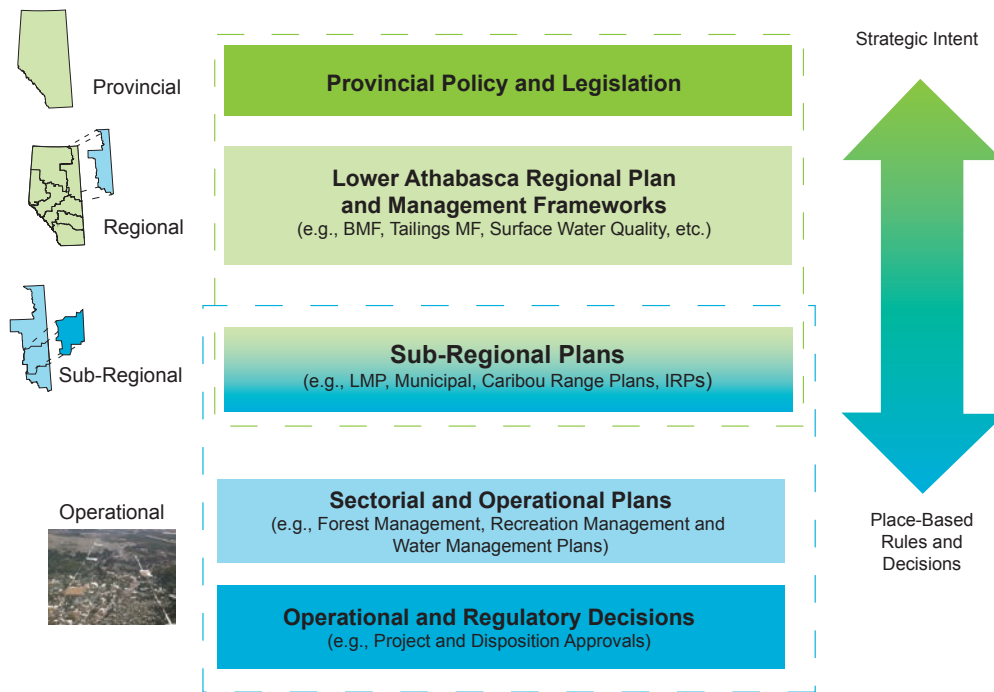 Strategic Intent
Provincial
Provincial Policy and Legislation
Regional
Lower Athabasca Regional Plan
and Management Frameworks
(e.g., BMF, Tailings MF, Surface Water Quality, etc.)
Sub-Regional
Sub-Regional Plans
(e.g., LMP, Municipal, Caribou Range Plans, IRPs)
Operational
Sectorial and Operational Plans
(e.g., Forest Management, Recreation Management and
Water Management Plans)
Place-Based
Rules and
Decisions
Operational and Regulatory Decisions
(e.g., Project and Disposition Approvals)